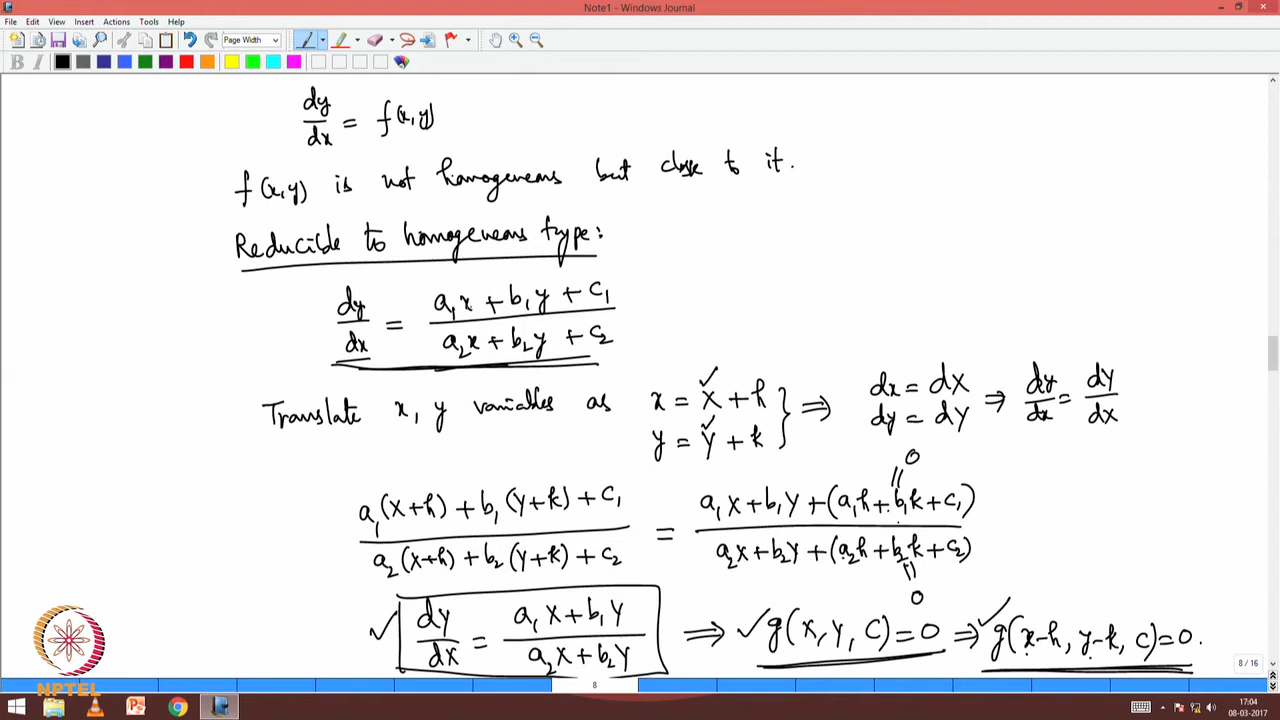 Note1 - Windows Journal
File Edit View Insert Actions Tools Help
Page Width
B I
dy/dx = f(x,y)
f(x,y) is not homogeneous but close to it.
Reducible to homogeneous type:
dy/dx = (a₁x + b₁y + c₁)/(a₂x + b₂y + c₂)
Translate x, y variables as x = X + h, y = Y + k } ⇒ dx = dX, dy = dY ⇒ dy/dx = dY/dX
(a₁(X+h) + b₁(Y+k) + c₁)/(a₂(X+h) + b₂(Y+k) + c₂) = (a₁X + b₁Y + (a₁h + b₁k + c₁))/(a₂X + b₂Y + (a₂h + b₂k + c₂))
0
||
||
0
✓ dY/dX = (a₁X + b₁Y)/(a₂X + b₂Y) ⇒ ✓ g(X, Y, C) = 0 ⇒ ✓ g(x-h, y-k, c) = 0.
8 / 16
NPTEL
8
17:04
08-03-2017